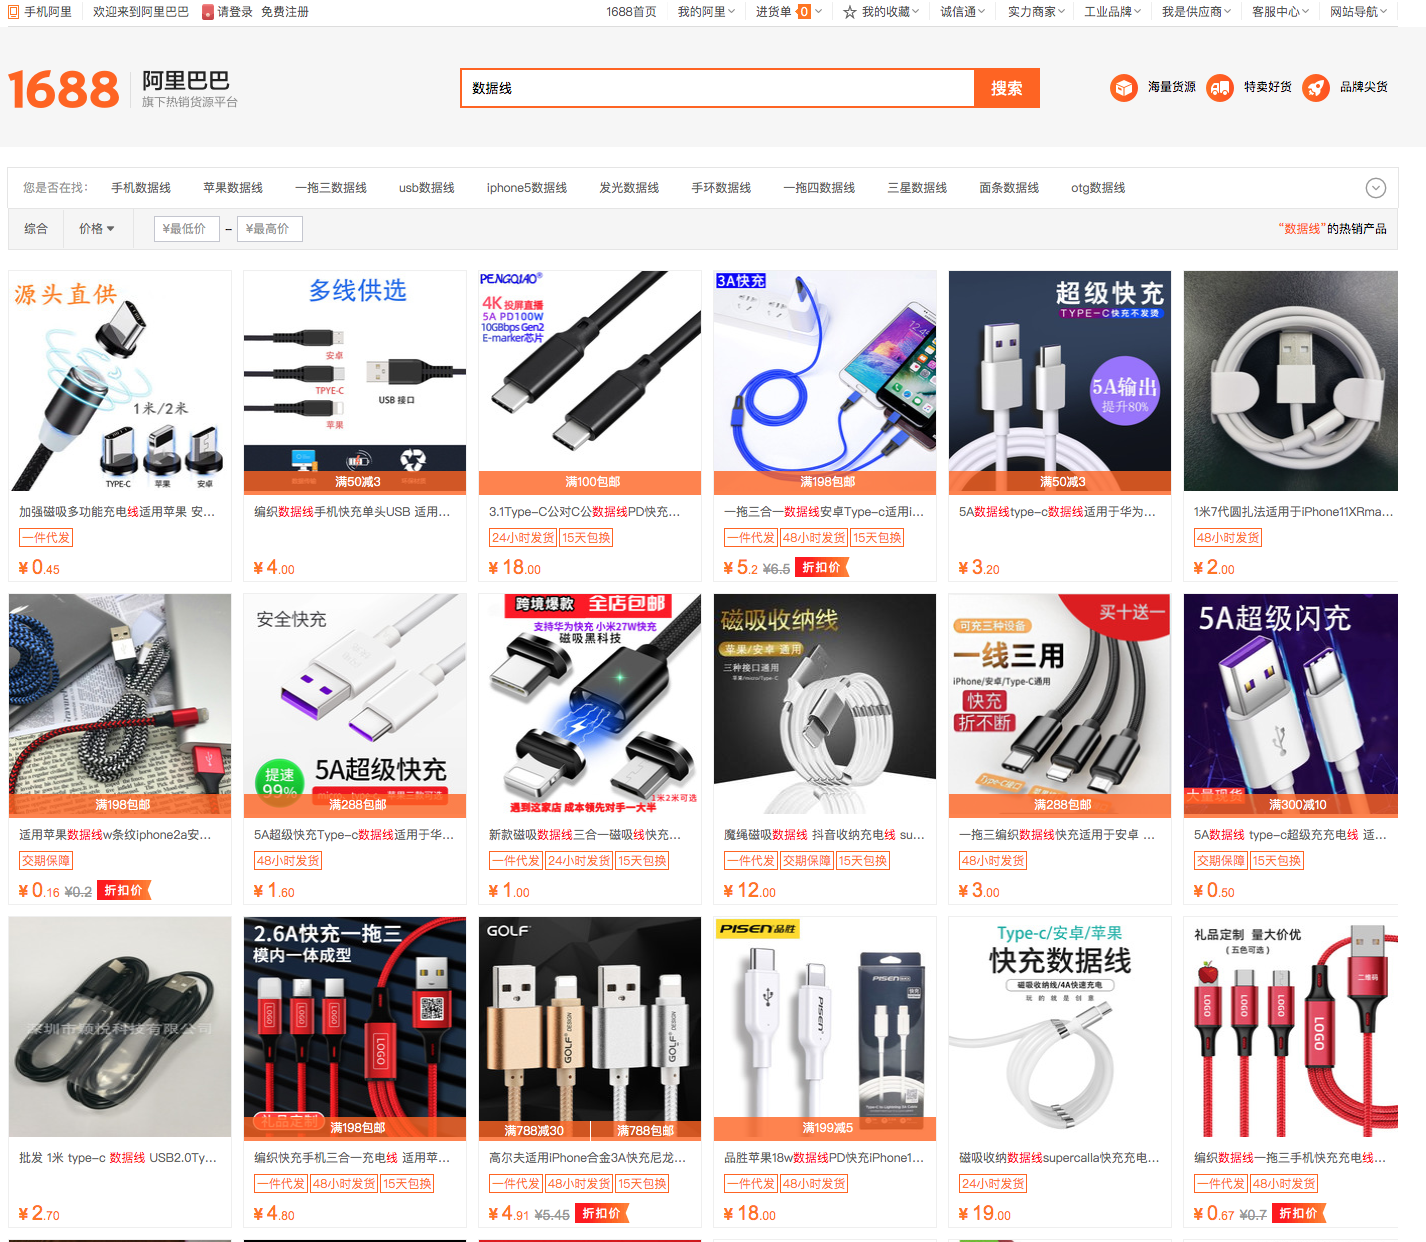 手机阿里
欢迎来到阿里巴巴
请登录
免费注册
1688首页
我的阿里
进货单 0
我的收藏
诚信通
实力商家
工业品牌
我是供应商
客服中心
网站导航
1688
阿里巴巴
旗下热销货源平台
数据线
搜索
海量货源
特卖好货
品牌尖货
您是否在找：
手机数据线
苹果数据线
一拖三数据线
usb数据线
iphone5数据线
发光数据线
手环数据线
一拖四数据线
三星数据线
面条数据线
otg数据线
综合
价格
¥最低价
–
¥最高价
“数据线”的热销产品
源头直供
1米/2米
TYPE-C
苹果
安卓
加强磁吸多功能充电线适用苹果 安...
一件代发
¥ 0.45
多线供选
安卓
TPYE-C
苹果
USB 接口
满50减3
编织数据线手机快充单头USB 适用...
¥ 4.00
PENGQIAO®
4K 投屏直播
5A PD100W
10GBbps Gen2
E-marker芯片
满100包邮
3.1Type-C公对C公数据线PD快充...
24小时发货
15天包换
¥ 18.00
3A快充
满198包邮
一拖三合一数据线安卓Type-c适用i...
一件代发
48小时发货
15天包换
¥ 5.2 ¥6.5 折扣价
超级快充
TYPE-C快充不发烫
5A输出
提升80%
满50减3
5A数据线type-c数据线适用于华为...
¥ 3.20
1米7代圆扎法适用于iPhone11XRma...
48小时发货
¥ 2.00
满198包邮
适用苹果数据线w条纹iphone2a安...
交期保障
¥ 0.16 ¥0.2 折扣价
安全快充
提速
99%
5A超级快充
满288包邮
5A超级快充Type-c数据线适用于华...
48小时发货
¥ 1.60
跨境爆款
全店包邮
支持华为快充 小米27W快充
磁吸黑科技
1米2米可选
遇到这家店 成本领先对手一大半
新款磁吸数据线三合一磁吸线快充...
一件代发
24小时发货
15天包换
¥ 1.00
磁吸收纳线
苹果/安卓 通用
三种接口通用
苹果/micro/Type-C
魔绳磁吸数据线 抖音收纳充电线 su...
一件代发
交期保障
15天包换
¥ 12.00
买十送一
可充三种设备
一线三用
iPhone/安卓/Type-C通用
快充
折不断
Type-C接口
满288包邮
一拖三编织数据线快充适用于安卓 ...
48小时发货
¥ 3.00
5A超级闪充
大量现货
满300减10
5A数据线 type-c超级充充电线 适...
交期保障
15天包换
¥ 0.50
深圳市颖悦科技有限公司
批发 1米 type-c 数据线 USB2.0Ty...
¥ 2.70
2.6A快充一拖三
模内一体成型
LOGO
LOGO
LOGO
LOGO
礼品定制
满198包邮
编织快充手机三合一充电线 适用苹...
一件代发
48小时发货
15天包换
¥ 4.80
GOLF®
GOLF® DESIGN
GOLF® DESIGN
满788减30
满788包邮
高尔夫适用iPhone合金3A快充尼龙...
一件代发
48小时发货
15天包换
¥ 4.91 ¥5.45 折扣价
PISEN品胜
PISEN
PISEN
满199减5
品胜苹果18w数据线PD快充iPhone1...
一件代发
48小时发货
¥ 18.00
Type-c/安卓/苹果
快充数据线
磁吸收纳线/4A快速充电
玩的就是创意
磁吸收纳数据线supercalla快充充电...
24小时发货
¥ 19.00
礼品定制 量大价优
（五色可选）
二维码
LOGO
LOGO
LOGO
LOGO
编织数据线一拖三手机快充充电线...
一件代发
48小时发货
¥ 0.67 ¥0.7 折扣价